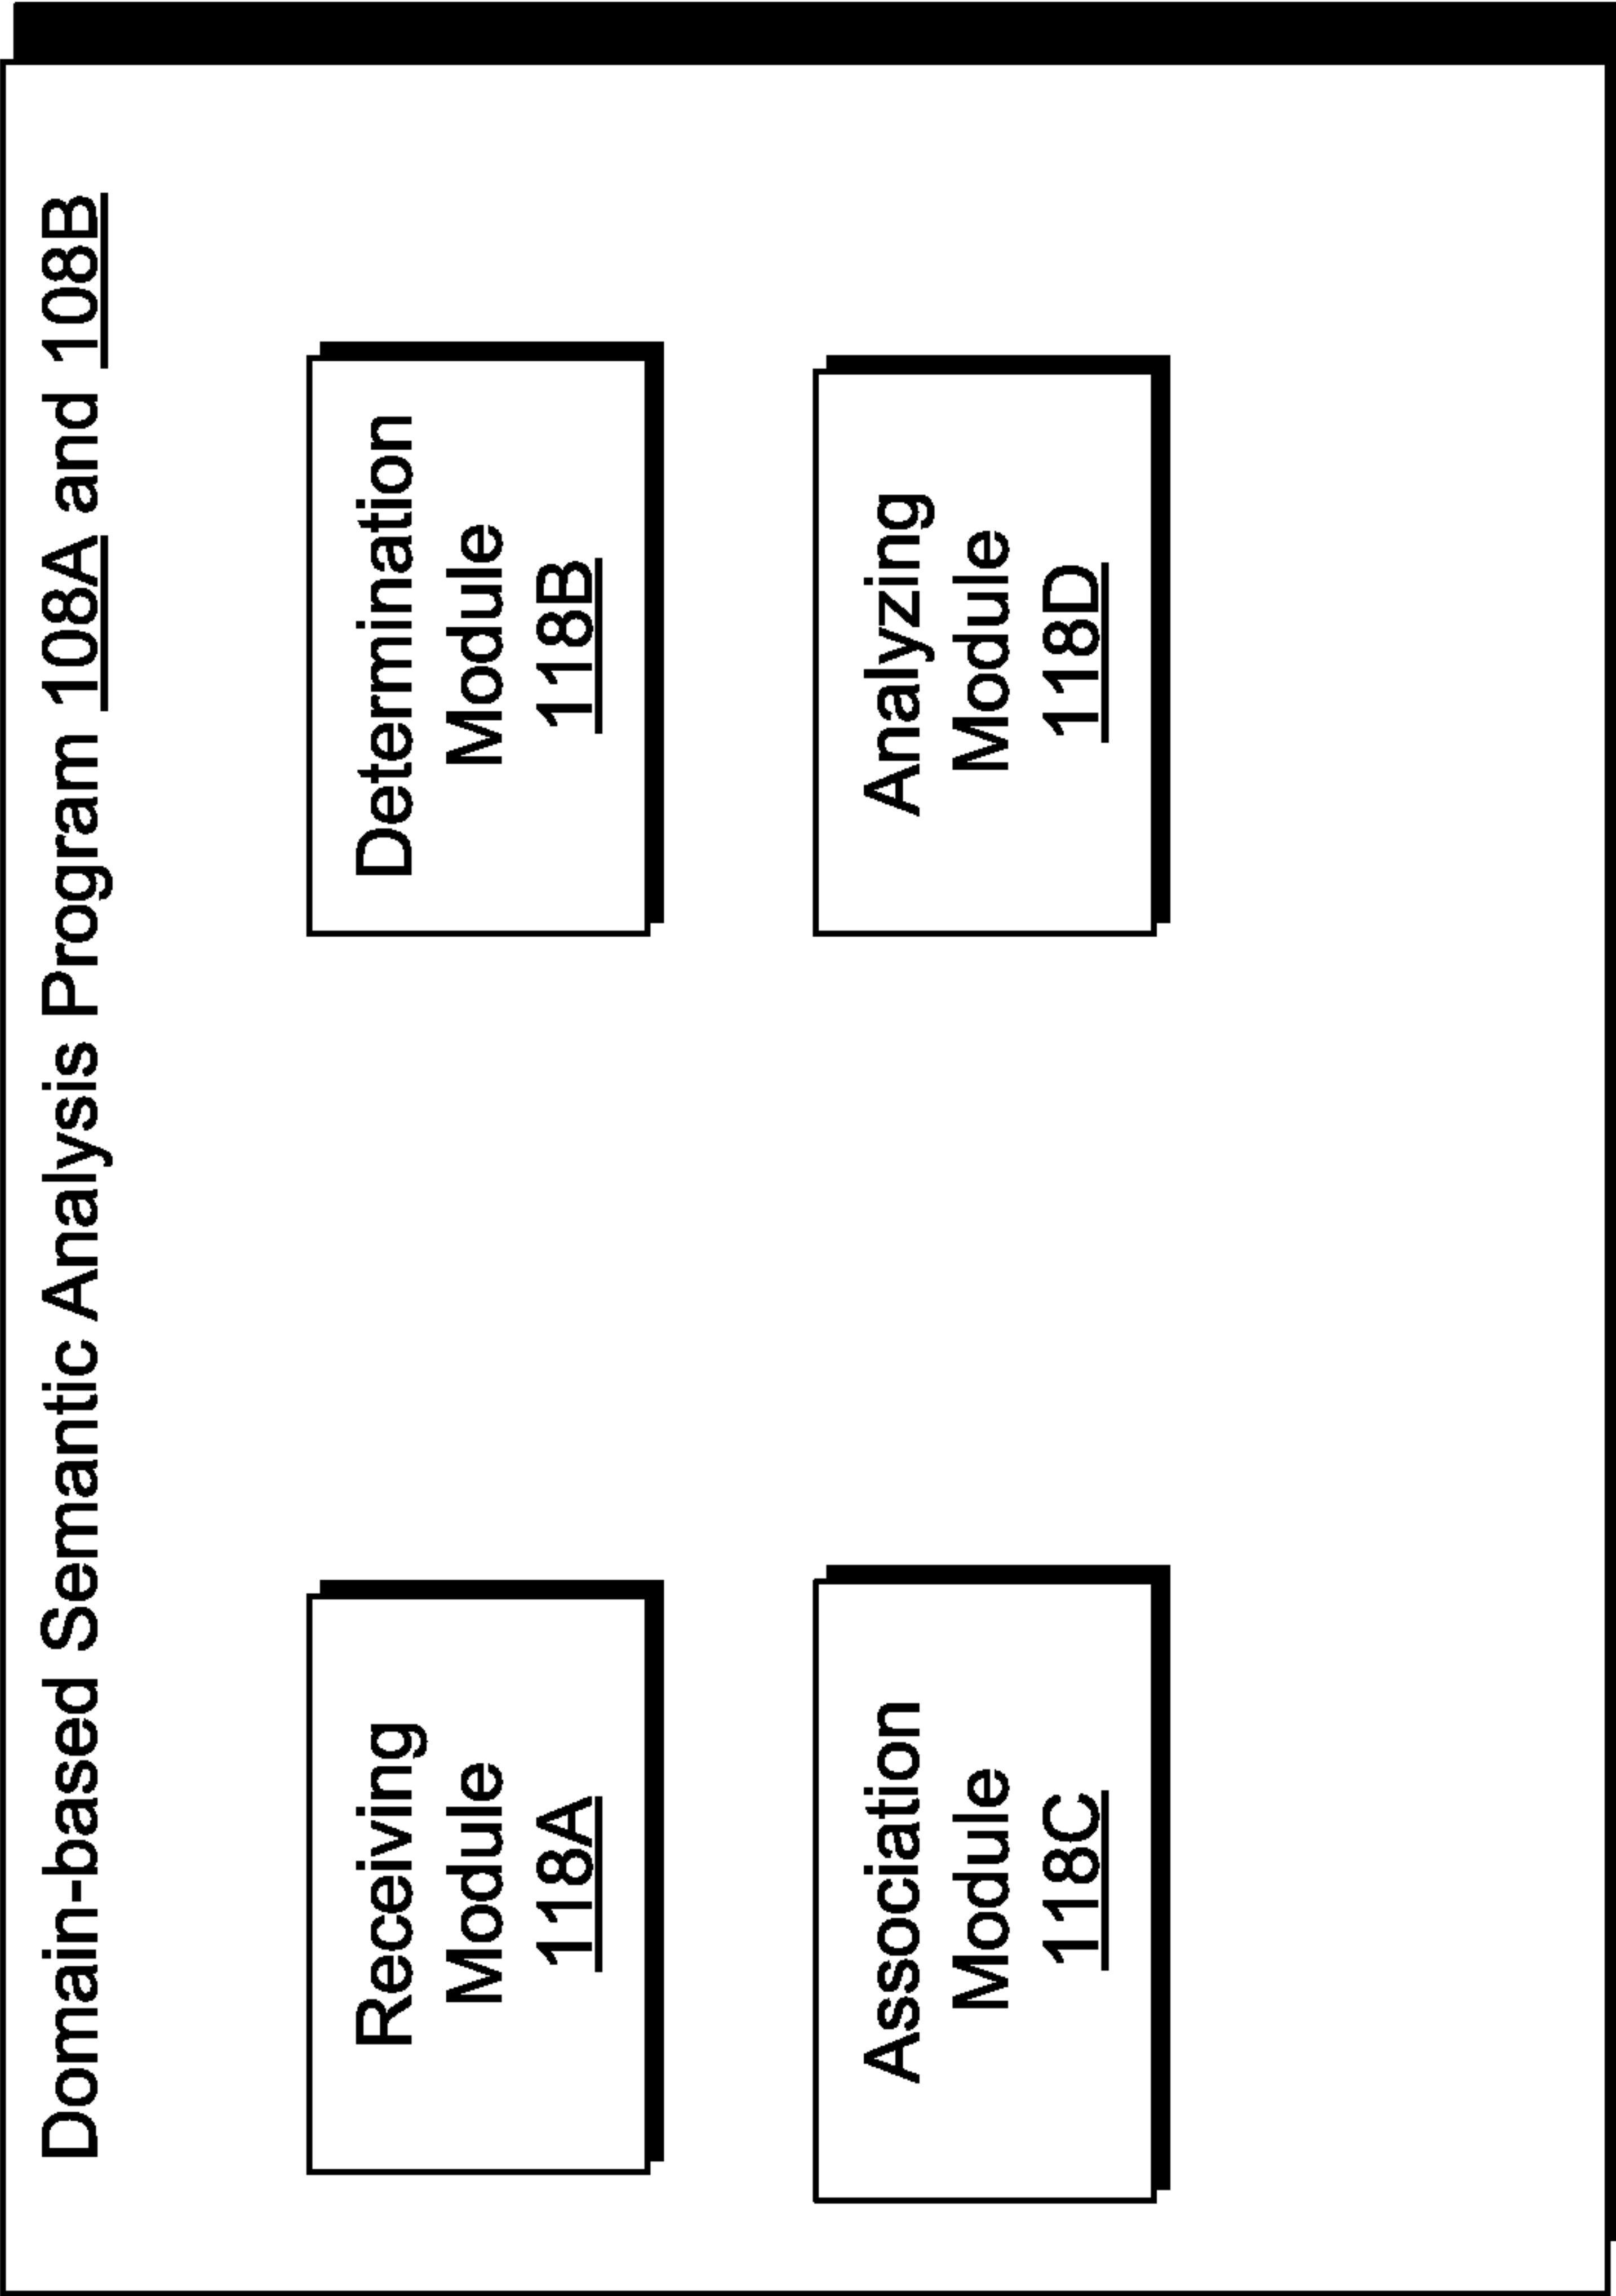 Domain-based Semantic Analysis Program 108A and 108B
Receiving
Module
118A
Determination
Module
118B
Association
Module
118C
Analyzing
Module
118D